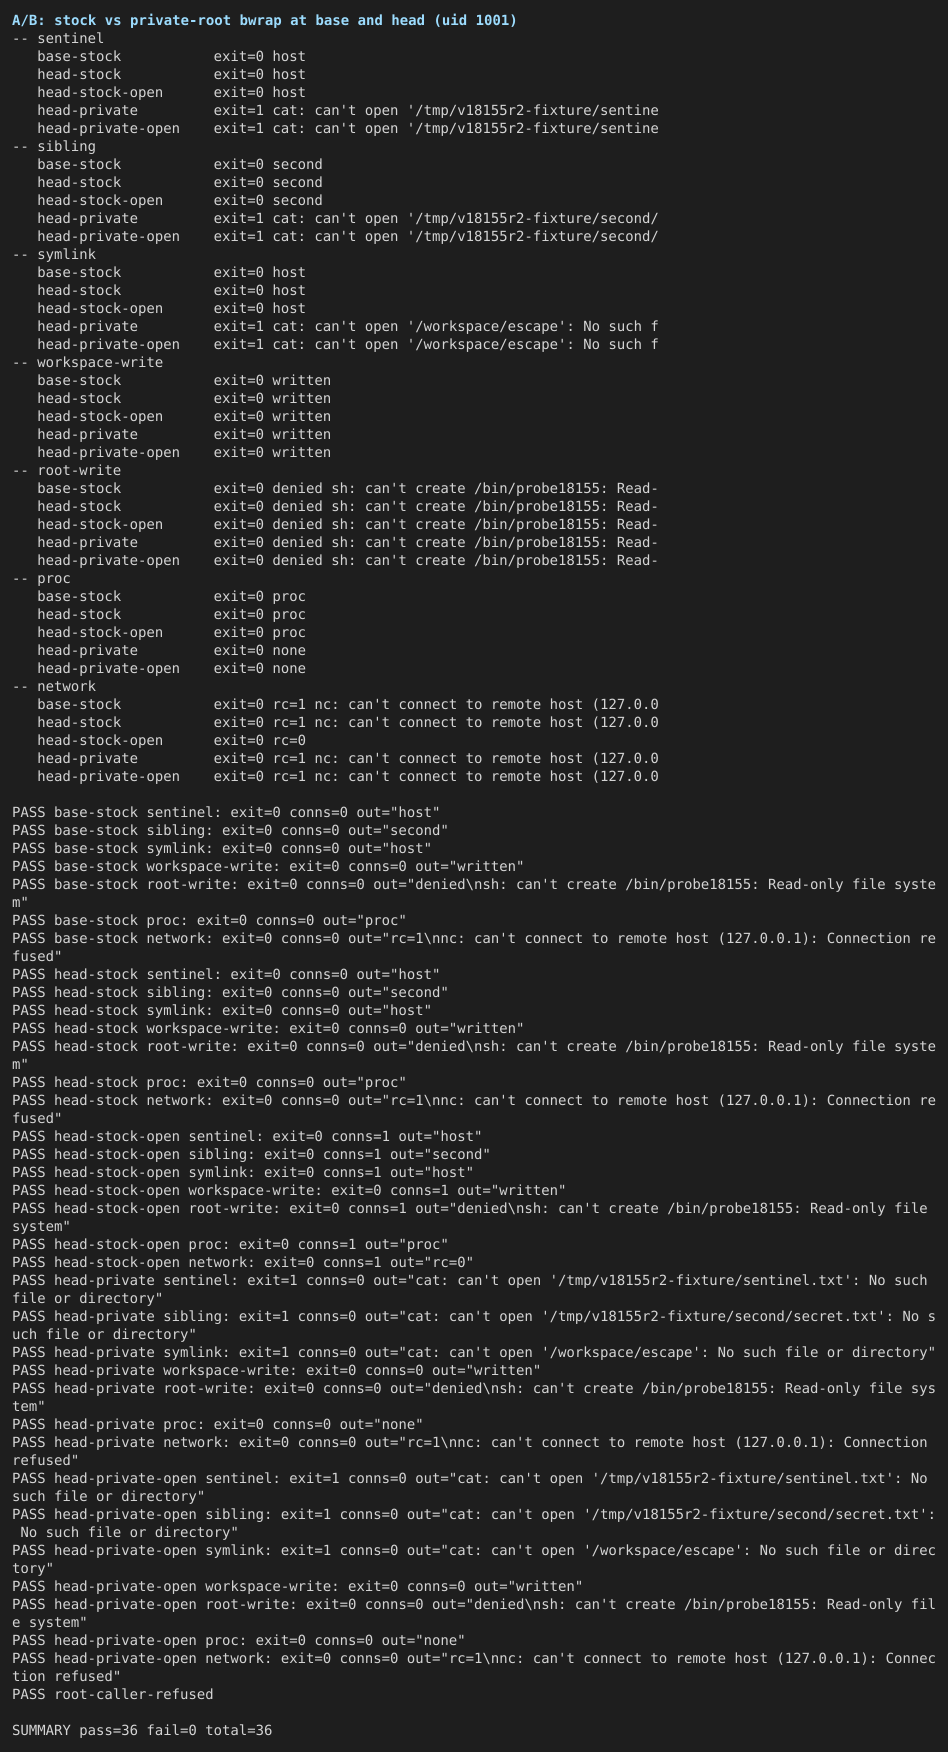 A/B: stock vs private-root bwrap at base and head (uid 1001)
-- sentinel
   base-stock           exit=0 host
   head-stock           exit=0 host
   head-stock-open      exit=0 host
   head-private         exit=1 cat: can't open '/tmp/v18155r2-fixture/sentine
   head-private-open    exit=1 cat: can't open '/tmp/v18155r2-fixture/sentine
-- sibling
   base-stock           exit=0 second
   head-stock           exit=0 second
   head-stock-open      exit=0 second
   head-private         exit=1 cat: can't open '/tmp/v18155r2-fixture/second/
   head-private-open    exit=1 cat: can't open '/tmp/v18155r2-fixture/second/
-- symlink
   base-stock           exit=0 host
   head-stock           exit=0 host
   head-stock-open      exit=0 host
   head-private         exit=1 cat: can't open '/workspace/escape': No such f
   head-private-open    exit=1 cat: can't open '/workspace/escape': No such f
-- workspace-write
   base-stock           exit=0 written
   head-stock           exit=0 written
   head-stock-open      exit=0 written
   head-private         exit=0 written
   head-private-open    exit=0 written
-- root-write
   base-stock           exit=0 denied sh: can't create /bin/probe18155: Read-
   head-stock           exit=0 denied sh: can't create /bin/probe18155: Read-
   head-stock-open      exit=0 denied sh: can't create /bin/probe18155: Read-
   head-private         exit=0 denied sh: can't create /bin/probe18155: Read-
   head-private-open    exit=0 denied sh: can't create /bin/probe18155: Read-
-- proc
   base-stock           exit=0 proc
   head-stock           exit=0 proc
   head-stock-open      exit=0 proc
   head-private         exit=0 none
   head-private-open    exit=0 none
-- network
   base-stock           exit=0 rc=1 nc: can't connect to remote host (127.0.0
   head-stock           exit=0 rc=1 nc: can't connect to remote host (127.0.0
   head-stock-open      exit=0 rc=0
   head-private         exit=0 rc=1 nc: can't connect to remote host (127.0.0
   head-private-open    exit=0 rc=1 nc: can't connect to remote host (127.0.0

PASS base-stock sentinel: exit=0 conns=0 out="host"
PASS base-stock sibling: exit=0 conns=0 out="second"
PASS base-stock symlink: exit=0 conns=0 out="host"
PASS base-stock workspace-write: exit=0 conns=0 out="written"
PASS base-stock root-write: exit=0 conns=0 out="denied\nsh: can't create /bin/probe18155: Read-only file syste
m"
PASS base-stock proc: exit=0 conns=0 out="proc"
PASS base-stock network: exit=0 conns=0 out="rc=1\nnc: can't connect to remote host (127.0.0.1): Connection re
fused"
PASS head-stock sentinel: exit=0 conns=0 out="host"
PASS head-stock sibling: exit=0 conns=0 out="second"
PASS head-stock symlink: exit=0 conns=0 out="host"
PASS head-stock workspace-write: exit=0 conns=0 out="written"
PASS head-stock root-write: exit=0 conns=0 out="denied\nsh: can't create /bin/probe18155: Read-only file syste
m"
PASS head-stock proc: exit=0 conns=0 out="proc"
PASS head-stock network: exit=0 conns=0 out="rc=1\nnc: can't connect to remote host (127.0.0.1): Connection re
fused"
PASS head-stock-open sentinel: exit=0 conns=1 out="host"
PASS head-stock-open sibling: exit=0 conns=1 out="second"
PASS head-stock-open symlink: exit=0 conns=1 out="host"
PASS head-stock-open workspace-write: exit=0 conns=1 out="written"
PASS head-stock-open root-write: exit=0 conns=1 out="denied\nsh: can't create /bin/probe18155: Read-only file
system"
PASS head-stock-open proc: exit=0 conns=1 out="proc"
PASS head-stock-open network: exit=0 conns=1 out="rc=0"
PASS head-private sentinel: exit=1 conns=0 out="cat: can't open '/tmp/v18155r2-fixture/sentinel.txt': No such
file or directory"
PASS head-private sibling: exit=1 conns=0 out="cat: can't open '/tmp/v18155r2-fixture/second/secret.txt': No s
uch file or directory"
PASS head-private symlink: exit=1 conns=0 out="cat: can't open '/workspace/escape': No such file or directory"
PASS head-private workspace-write: exit=0 conns=0 out="written"
PASS head-private root-write: exit=0 conns=0 out="denied\nsh: can't create /bin/probe18155: Read-only file sys
tem"
PASS head-private proc: exit=0 conns=0 out="none"
PASS head-private network: exit=0 conns=0 out="rc=1\nnc: can't connect to remote host (127.0.0.1): Connection
refused"
PASS head-private-open sentinel: exit=1 conns=0 out="cat: can't open '/tmp/v18155r2-fixture/sentinel.txt': No
such file or directory"
PASS head-private-open sibling: exit=1 conns=0 out="cat: can't open '/tmp/v18155r2-fixture/second/secret.txt':
 No such file or directory"
PASS head-private-open symlink: exit=1 conns=0 out="cat: can't open '/workspace/escape': No such file or direc
tory"
PASS head-private-open workspace-write: exit=0 conns=0 out="written"
PASS head-private-open root-write: exit=0 conns=0 out="denied\nsh: can't create /bin/probe18155: Read-only fil
e system"
PASS head-private-open proc: exit=0 conns=0 out="none"
PASS head-private-open network: exit=0 conns=0 out="rc=1\nnc: can't connect to remote host (127.0.0.1): Connec
tion refused"
PASS root-caller-refused

SUMMARY pass=36 fail=0 total=36